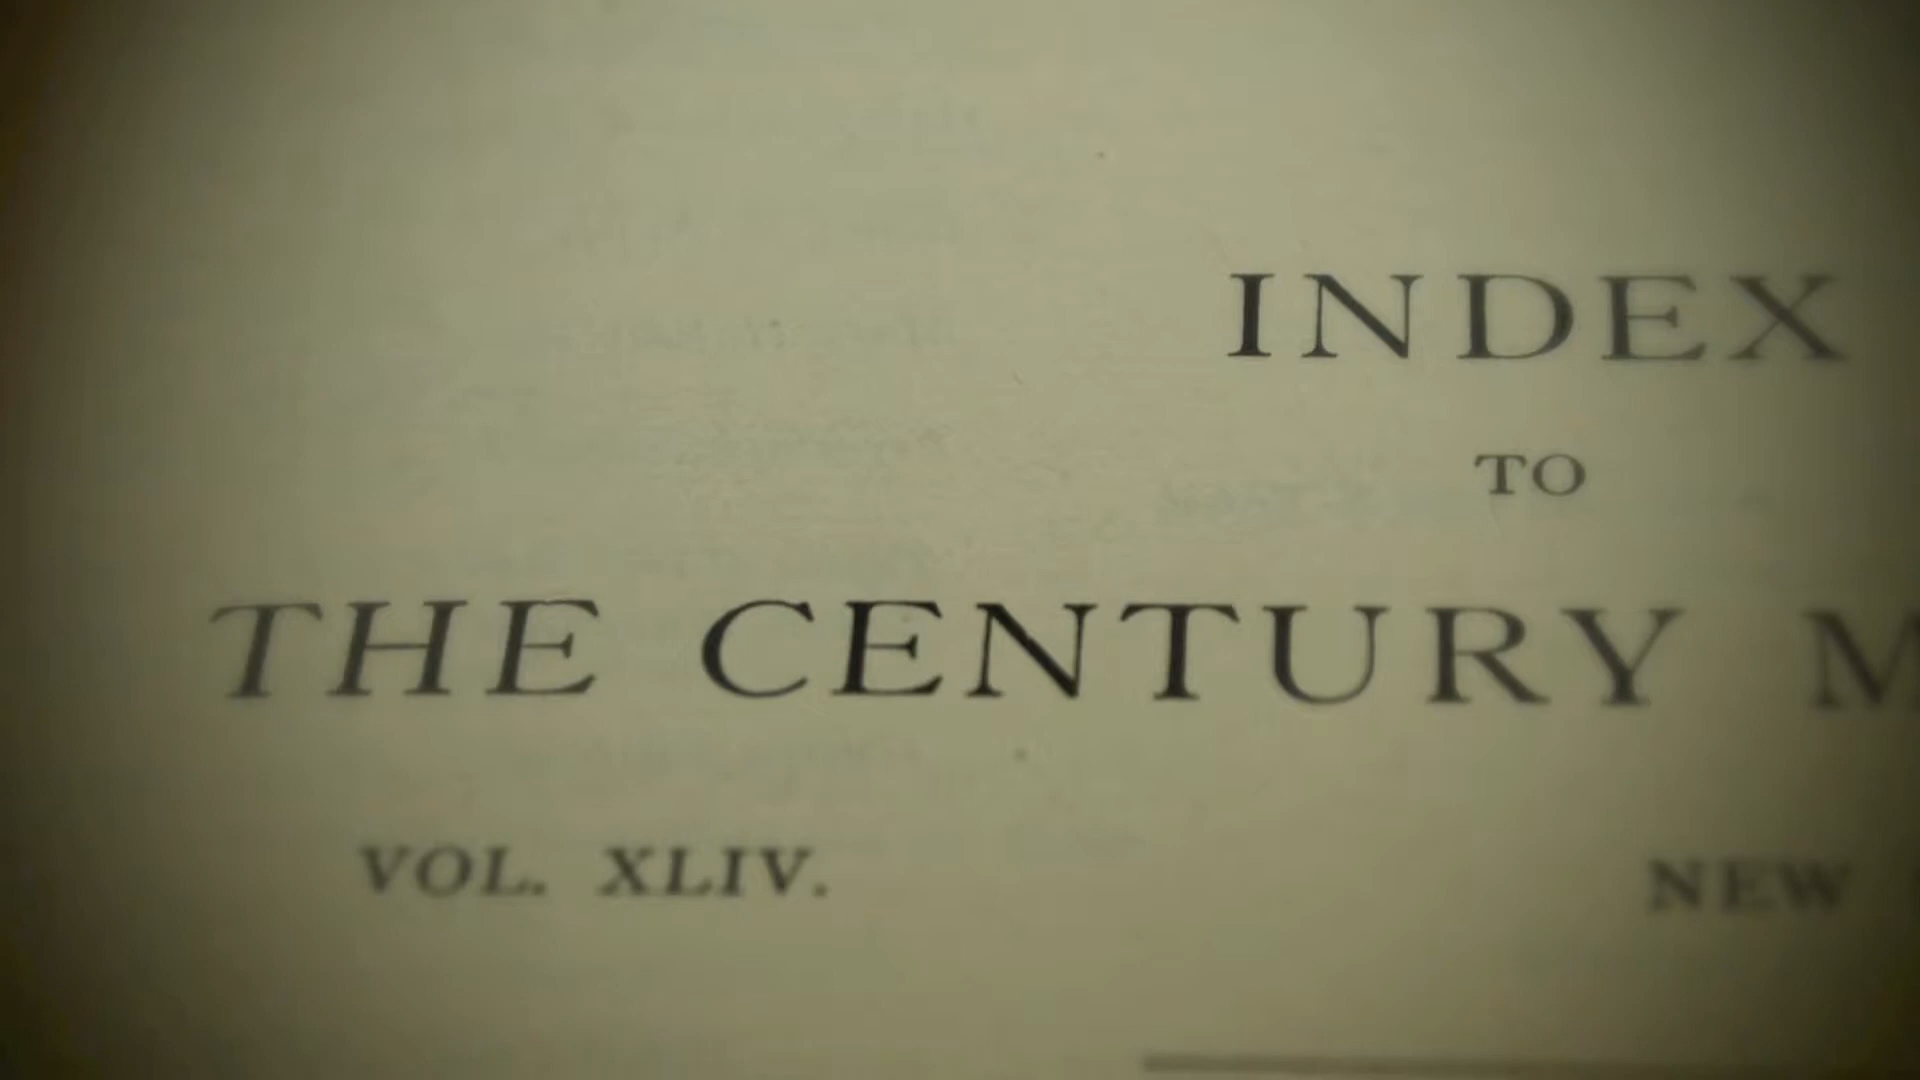 INDEX
TO
THE CENTURY M
VOL. XLIV. NEW